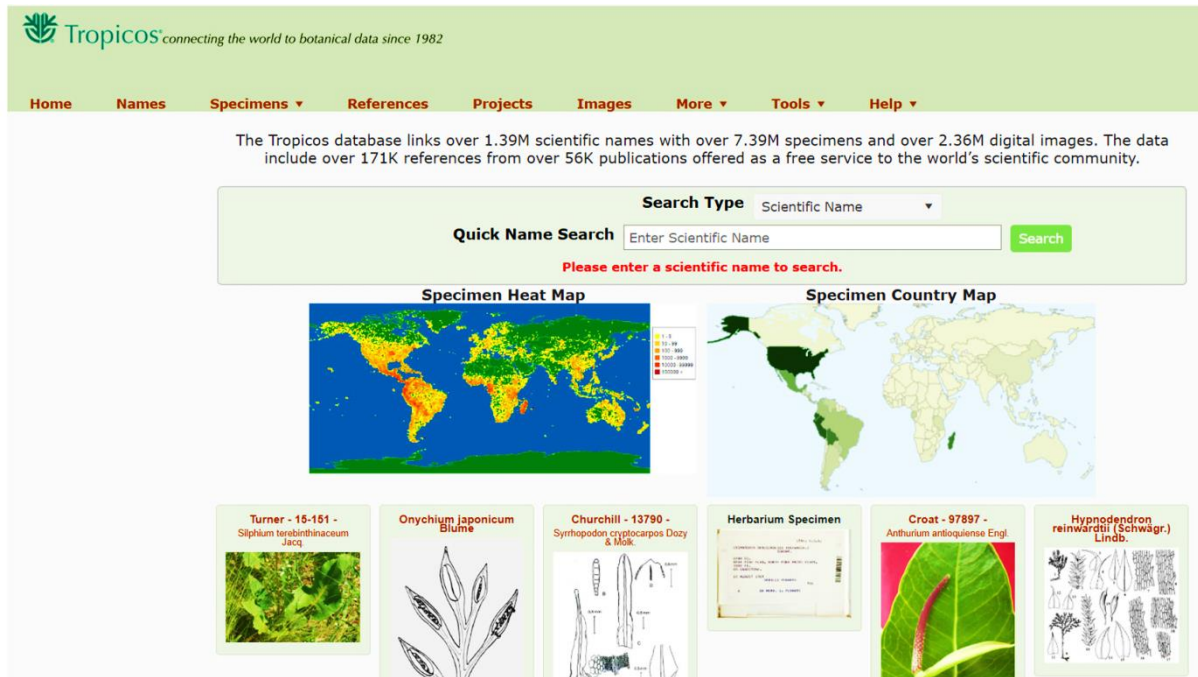 Tropicos® connecting the world to botanical data since 1982
Home Names Specimens ▼ References Projects Images More ▼ Tools ▼ Help ▼
The Tropicos database links over 1.39M scientific names with over 7.39M specimens and over 2.36M digital images. The data
include over 171K references from over 56K publications offered as a free service to the world's scientific community.
Search Type Scientific Name ▼
Quick Name Search Enter Scientific Name Search
Please enter a scientific name to search.
Specimen Heat Map
Specimen Country Map
Turner - 15-151 -
Silphium terebinthinaceum
Jacq.
Onychium japonicum
Blume
Churchill - 13790 -
Syrrhopodon cryptocarpos Dozy
& Molk.
Herbarium Specimen
Croat - 97897 -
Anthurium antioquiense Engl.
Hypnodendron
reinwardtii (Schwägr.)
Lindb.